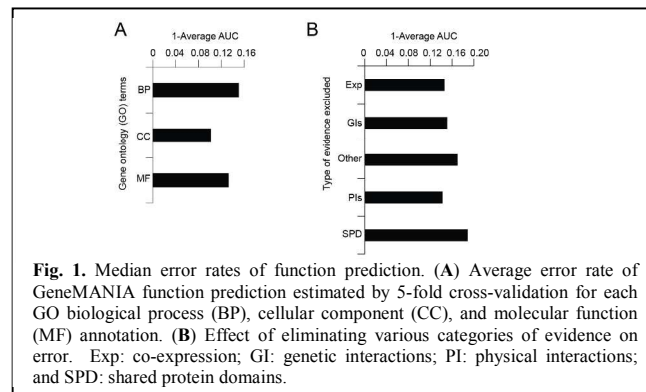 A
1-Average AUC
0 0.04 0.08 0.12 0.16
Gene ontology (GO) terms
BP
CC
MF
B
1-Average AUC
0 0.04 0.08 0.12 0.16 0.20
Type of evidence excluded
Exp
GIs
Other
PIs
SPD
Fig. 1. Median error rates of function prediction. (A) Average error rate of
GeneMANIA function prediction estimated by 5-fold cross-validation for each
GO biological process (BP), cellular component (CC), and molecular function
(MF) annotation. (B) Effect of eliminating various categories of evidence on
error. Exp: co-expression; GI: genetic interactions; PI: physical interactions;
and SPD: shared protein domains.